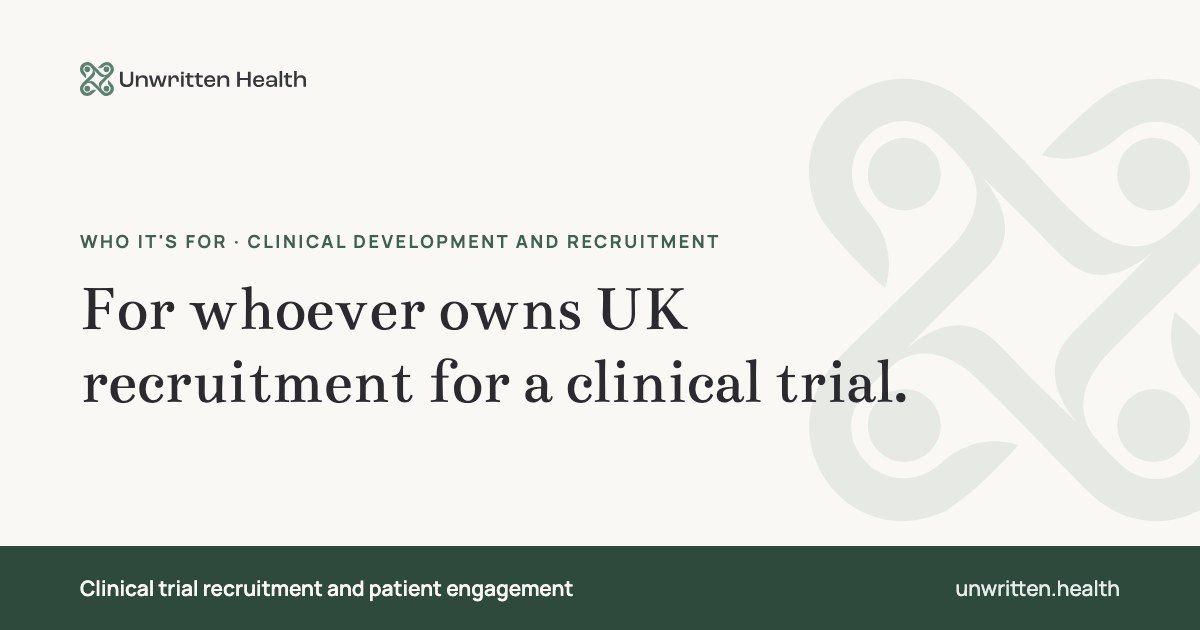 Unwritten Health
WHO IT'S FOR · CLINICAL DEVELOPMENT AND RECRUITMENT
For whoever owns UK
recruitment for a clinical trial.
Clinical trial recruitment and patient engagement
unwritten.health